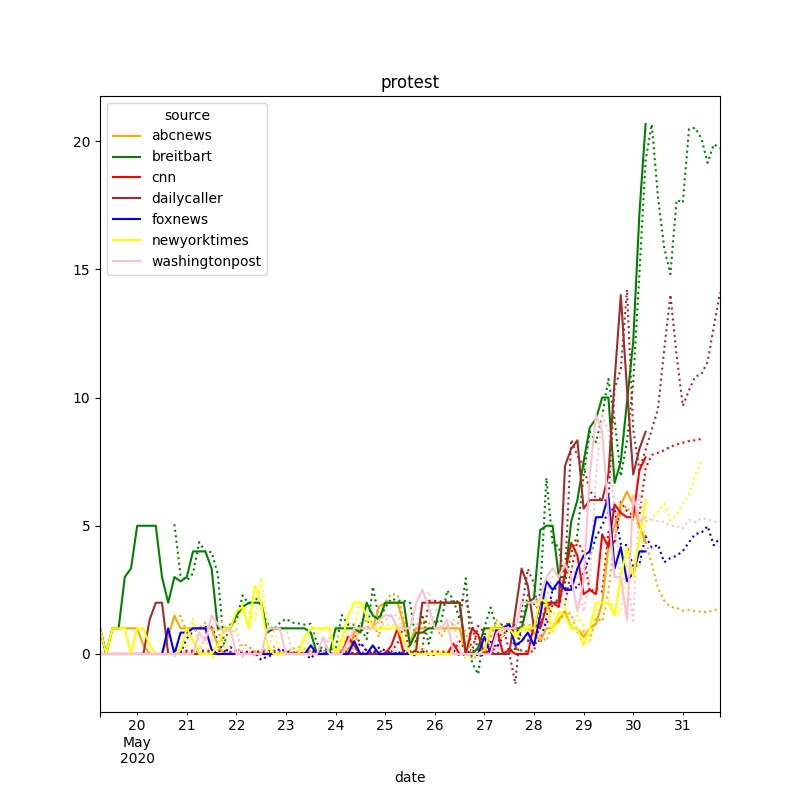 protest
source
abcnews
breitbart
cnn
dailycaller
foxnews
newyorktimes
washingtonpost
20
15
10
5
0
20 21 22 23 24 25 26 27 28 29 30 31
May
2020
date